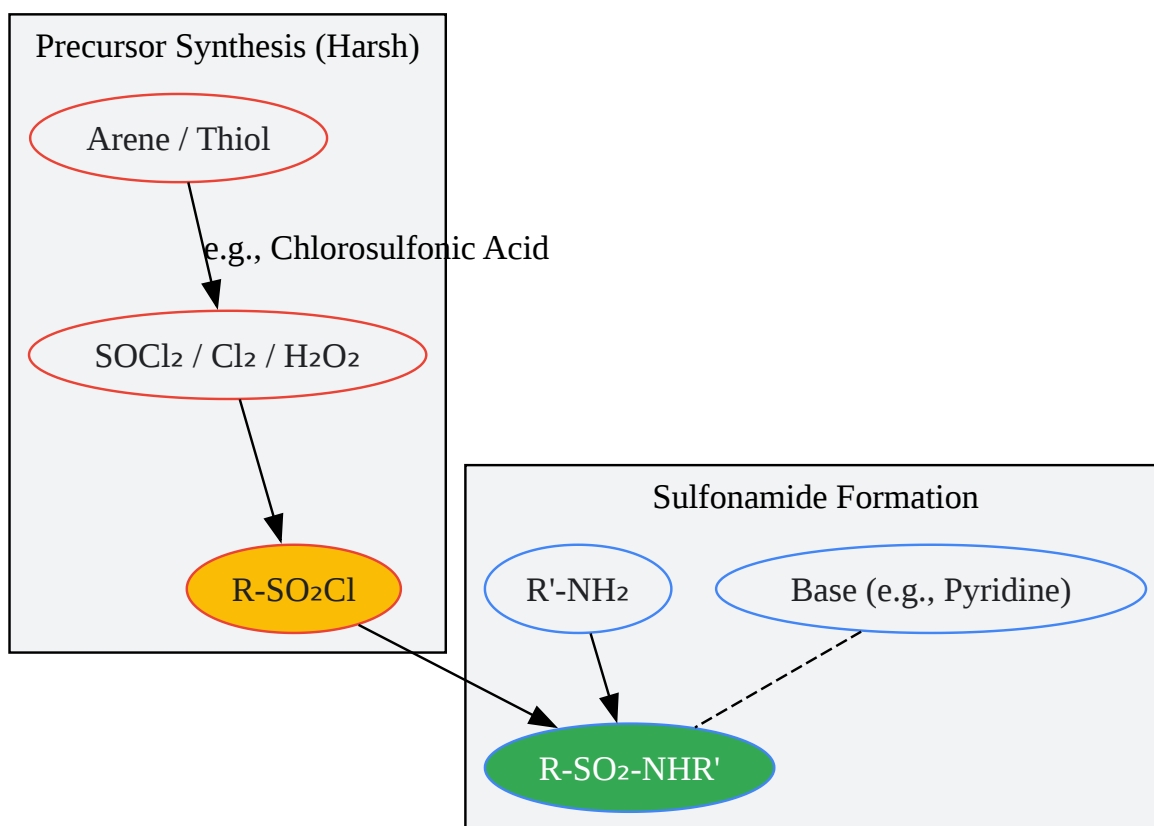 Precursor Synthesis (Harsh)
Arene / Thiol
e.g., Chlorosulfonic Acid
SOCl₂ / Cl₂ / H₂O₂
R-SO₂Cl
Sulfonamide Formation
R'-NH₂
Base (e.g., Pyridine)
R-SO₂-NHR'